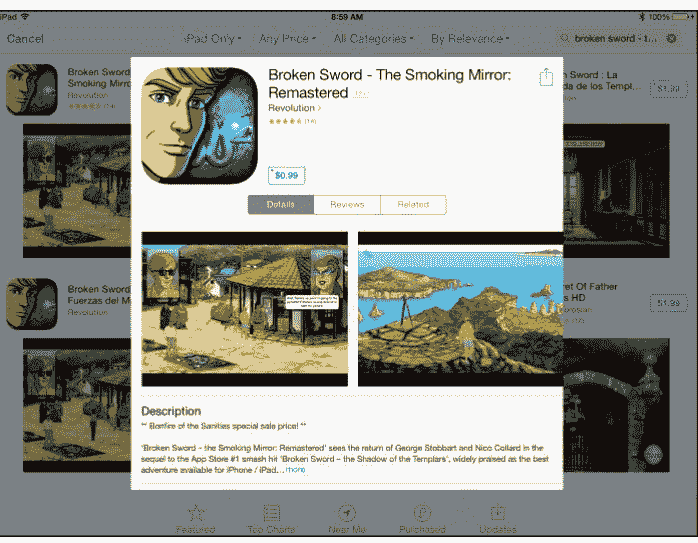 iPad
8:59 AM
100%
Cancel
iPad Only
Any Price
All Categories
By Relevance
broken sword - t...
Broken Sword
Smoking Mirro
Revolution
(14)
Broken Sword - The Smoking Mirror:
Remastered
Revolution >
(14)
$0.99
Details
Reviews
Related
n Sword : La
da de los Templ...
$1.99
Broken Sword
Fuerzas del M
Revolution
ret Of Father
s HD
$1.99
Description
** Bonfire of the Sanities special sale price! **
'Broken Sword - the Smoking Mirror: Remastered' sees the return of George Stobbart and Nico Collard in the
sequel to the App Store #1 smash hit 'Broken Sword - the Shadow of the Templars', widely praised as the best
adventure available for iPhone / iPad... more
Featured
Top Charts
Near Me
Purchased
Updates